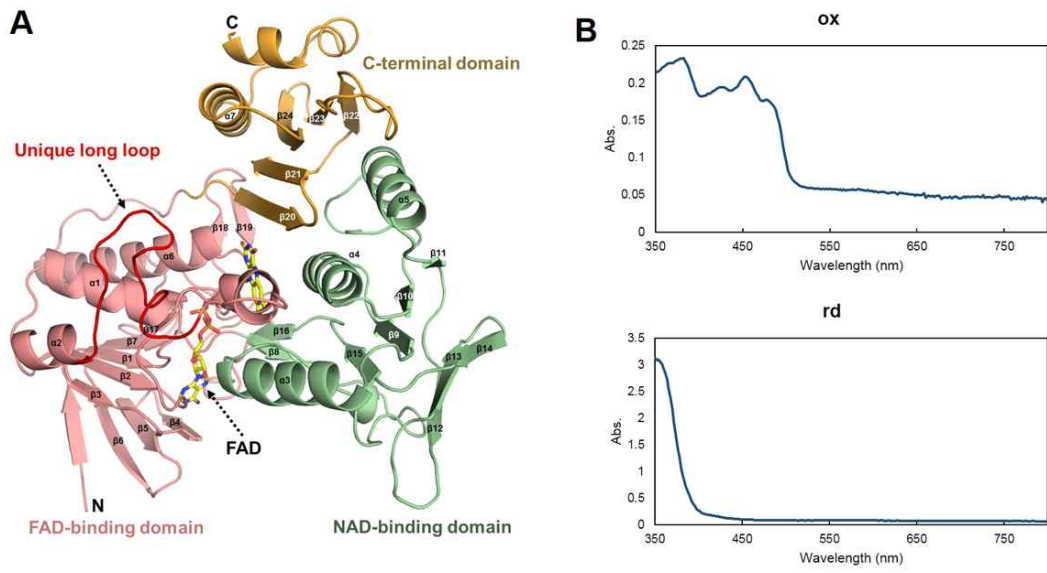 A
C
C-terminal domain
α7
β24
β23
β22
Unique long loop
β21
β20
α5
β18
β19
α6
α4
β11
α1
β10
β17
β9
α2
β7
β16
β1
β8
β15
β13
β14
β2
α3
β3
β4
β5
β6
β12
FAD
N
FAD-binding domain
NAD-binding domain
B
ox
0.25
0.2
0.15
0.1
0.05
0
Abs.
350
450
550
650
750
Wavelength (nm)
rd
3.5
3
2.5
2
1.5
1
0.5
0
Abs.
350
450
550
650
750
Wavelength (nm)